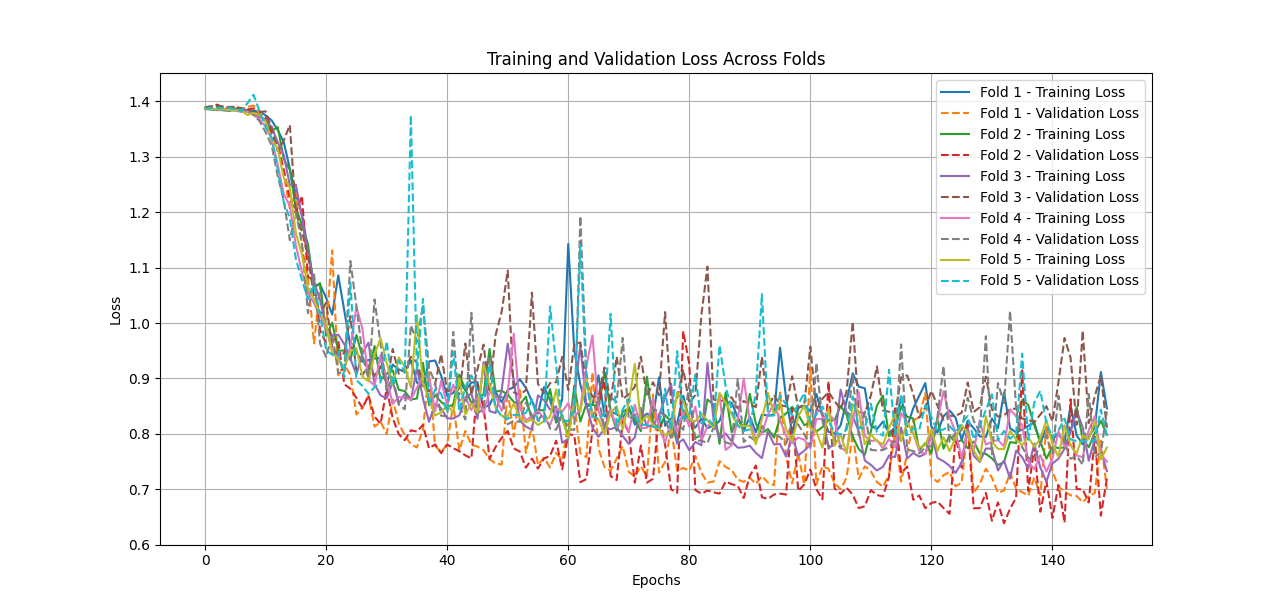 Training and Validation Loss Across Folds
Fold 1 - Training Loss
Fold 1 - Validation Loss
Fold 2 - Training Loss
Fold 2 - Validation Loss
Fold 3 - Training Loss
Fold 3 - Validation Loss
Fold 4 - Training Loss
Fold 4 - Validation Loss
Fold 5 - Training Loss
Fold 5 - Validation Loss
Loss
1.4
1.3
1.2
1.1
1.0
0.9
0.8
0.7
0.6
0 20 40 60 80 100 120 140
Epochs